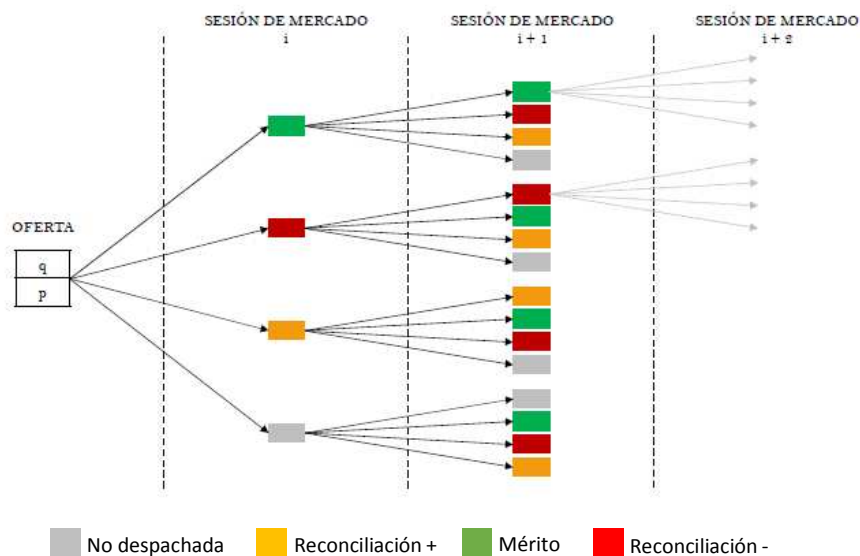 SESIÓN DE MERCADO
i
SESIÓN DE MERCADO
i + 1
SESIÓN DE MERCADO
i + 2
OFERTA
q
p
No despachada
Reconciliación +
Mérito
Reconciliación -